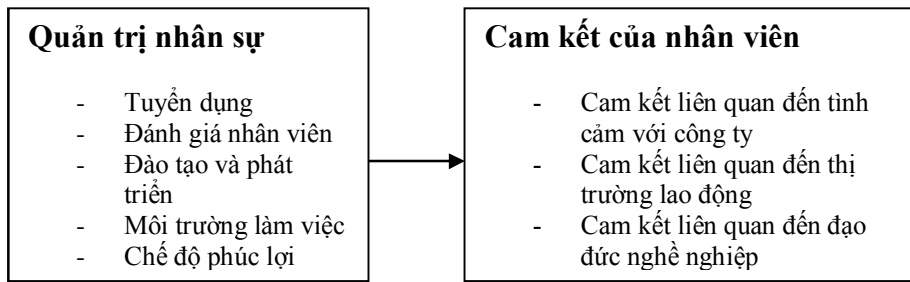 Quản trị nhân sự
- Tuyển dụng
- Đánh giá nhân viên
- Đào tạo và phát
triển
- Môi trường làm việc
- Chế độ phúc lợi
Cam kết của nhân viên
- Cam kết liên quan đến tình
cảm với công ty
- Cam kết liên quan đến thị
trường lao động
- Cam kết liên quan đến đạo
đức nghề nghiệp